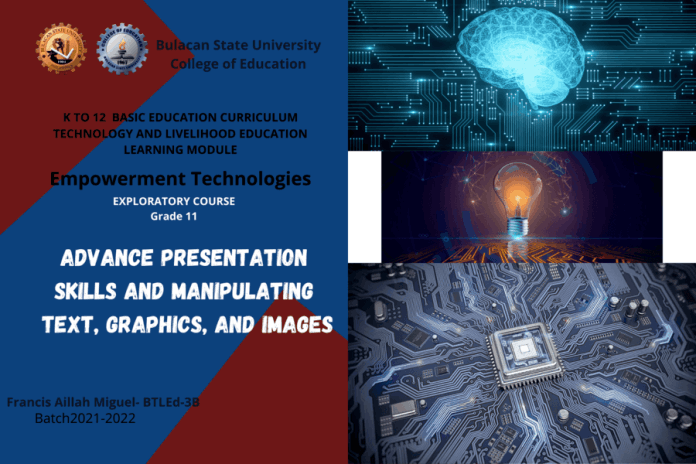 Bulacan State University
College of Education
K TO 12 BASIC EDUCATION CURRICULUM
TECHNOLOGY AND LIVELIHOOD EDUCATION
LEARNING MODULE
Empowerment Technologies
EXPLORATORY COURSE
Grade 11
ADVANCE PRESENTATION
SKILLS AND MANIPULATING
TEXT, GRAPHICS, AND IMAGES
Francis Aillah Miguel- BTLEd-3B
Batch2021-2022